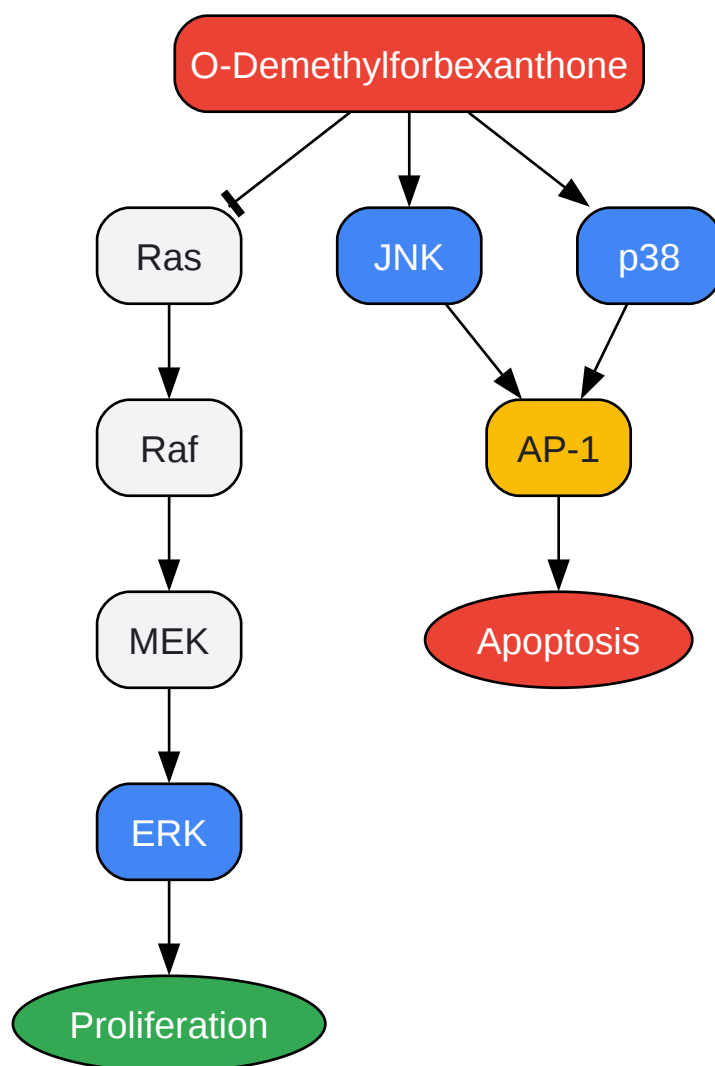 O-Demethylforbexanthone
Ras
JNK
p38
Raf
AP-1
MEK
Apoptosis
ERK
Proliferation